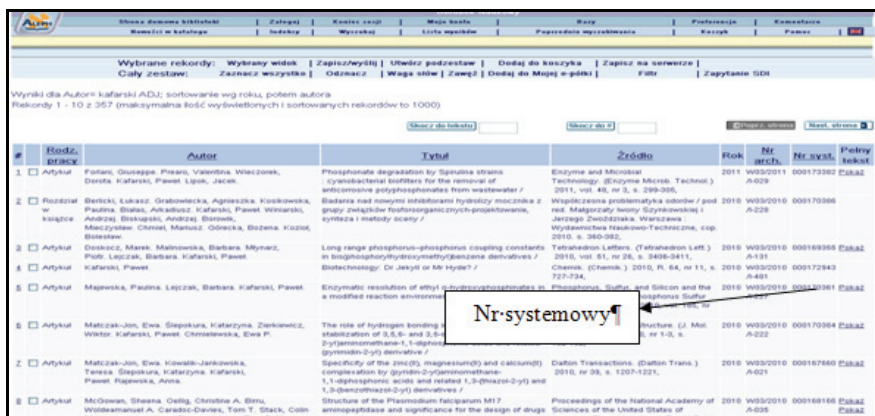 ALEPH
Strona domowa biblioteki | Zaloguj | Koniec sesji | Moje konto | Bazy | Preferencje | Komentarze
Nowości w katalogu | Indeksy | Wyszukaj | Lista wyników | Poprzednie wyszukiwania | Koszyk | Pomoc
Wybrane rekordy: Wybrany widok | Zapisz/wyślij | Utwórz podzestaw | Dodaj do koszyka | Zapisz na serwerze |
Cały zestaw: Zaznacz wszystko | Odznacz | Waga słów | Zawęź | Dodaj do Mojej e-półki | Filtr | Zapytanie SDI
Wyniki dla Autor= kafarski ADJ; sortowanie wg roku, potem autora
Rekordy 1 - 10 z 357 (maksymalna ilość wyświetlonych i sortowanych rekordów to 1000)
Skocz do tekstu Skocz do # Poprz. strona Nast. strona
# Rodz. pracy Autor Tytuł Źródło Rok Nr arch. Nr syst. Pełny tekst
1 Artykuł Forlani, Giuseppe. Prearo, Valentina. Wieczorek, Phosphonate degradation by Spirulina strains Enzyme and Microbial 2011 W03/2011 000173382 Pokaż
Dorota. Kafarski, Paweł. Lipok, Jacek. : cyanobacterial biofilters for the removal of Technology. (Enzyme Microb. Technol.) /I-029
anticorrosive polyphosphonates from wastewater / 2011, vol. 48, nr 3, s. 299-305,
2 Rozdział Berlicki, Łukasz. Grabowiecka, Agnieszka. Kosikowska, Badania nad nowymi inhibitorami hydrolizy mocznika z Współczesna problematyka odorów / pod 2010 W03/2010 000170386
w Paulina. Białas, Arkadiusz. Kafarski, Paweł. Winiarski, grupy związków fosforoorganicznych-projektowanie, red. Małgorzaty Iwony Szynkowskiej i /I-228
książce Andrzej. Biskupski, Andrzej. Borowik, synteza i metody oceny / Jerzego Zwoździaka. Warszawa :
Mieczysław. Chmiel, Mariusz. Górecka, Bożena. Kozioł, Wydawnictwa Naukowo-Techniczne, cop.
Bolesław. 2010. s. 360-382,
3 Artykuł Doskocz, Marek. Malinowska, Barbara. Młynarz, Long range phosphorus–phosphorus coupling constants Tetrahedron Letters. (Tetrahedron Lett.) 2010 W03/2010 000169355 Pokaż
Piotr. Lejczak, Barbara. Kafarski, Paweł. in bis(phosphorylhydroxymethyl)benzene derivatives / 2010, vol. 51, nr 26, s. 3406-3411, /I-131
4 Artykuł Kafarski, Paweł. Biotechnology: Dr Jekyll or Mr Hyde? / Chemik. (Chemik.) 2010, R. 64, nr 11, s. 2010 W03/2010 000172943
727-734, /I-481
5 Artykuł Majewska, Paulina. Lejczak, Barbara. Kafarski, Paweł. Enzymatic resolution of ethyl α-hydroxyphosphinates in Phosphorus, Sulfur, and Silicon and the Pokaż
a modified reaction
Nr·systemowy¶
6 Artykuł Matczak-Jon, Ewa. Ślepokura, Katarzyna. Zierkiewicz, The role of hydrogen bonding 2010 W03/2010 000170384 Pokaż
Wiktor. Kafarski, Paweł. Chmielewska, Ewa P. stabilization of /I-222
2-yl)aminomethane-1,1-diphosphonic
(pyrimidin-2-yl) derivative /
7 Artykuł Matczak-Jon, Ewa. Kowalik-Jankowska, Specificity of the zinc(II), magnesium(II) and calcium(II) Dalton Transactions. (Dalton Trans.) 2010 W03/2010 000167660 Pokaż
Teresa. Ślepokura, Katarzyna. Kafarski, complexation by (pyridin-2-yl)aminomethane- 2010, nr 39, s. 1207-1221, /I-021
Paweł. Rajewska, Anna. 1,1-diphosphonic acids and related 1,3-(thiazol-2-yl) and
1,3-(benzothiazol-2-yl) derivatives /
8 Artykuł McGowan, Sheena. Oellig, Christine A. Birru, Structure of the Plasmodium falciparum M17 Proceedings of the National Academy of 2010 W03/2010 000168166 Pokaż
Woldeamanuel A. Caradoc-Davies, Tom T. Stack, Colin aminopeptidase and significance for the design of drugs Sciences of the United States of /I-035